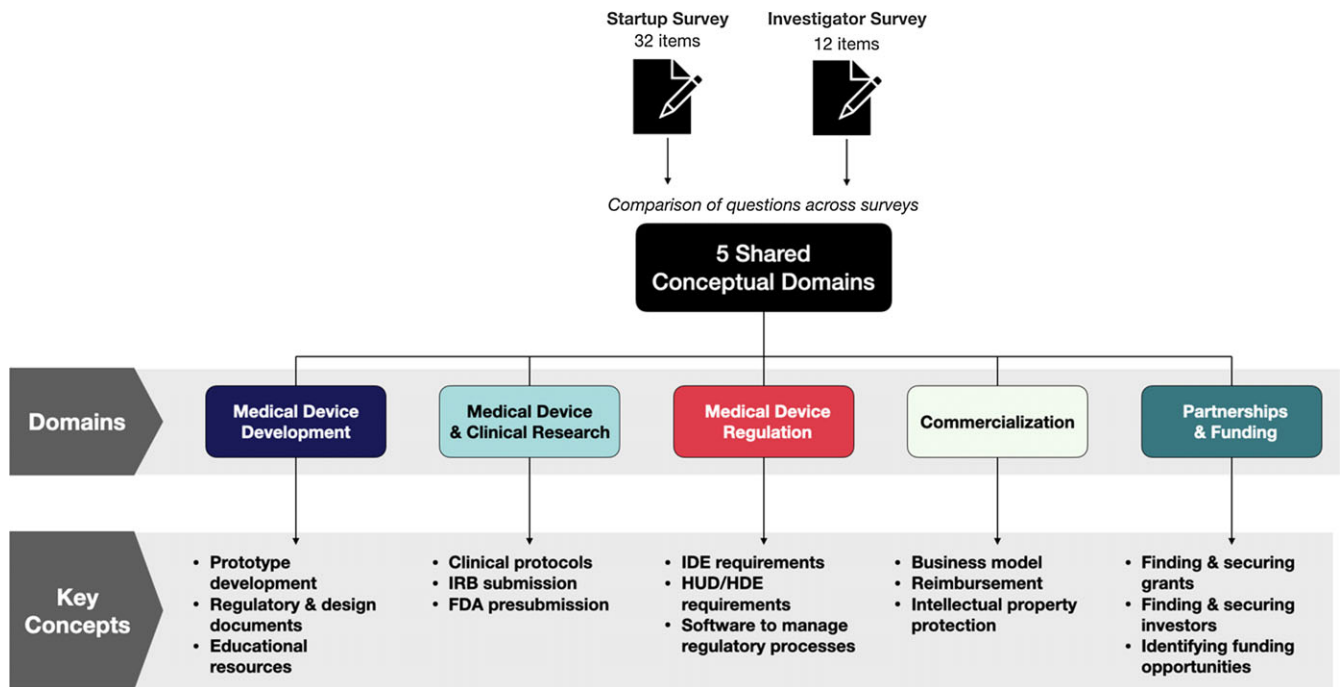 Startup Survey
32 items
Investigator Survey
12 items
Comparison of questions across surveys
5 Shared
Conceptual Domains
Domains
Medical Device
Development
Medical Device
& Clinical Research
Medical Device
Regulation
Commercialization
Partnerships
& Funding
Key
Concepts
• Prototype
development
• Regulatory & design
documents
• Educational
resources
• Clinical protocols
• IRB submission
• FDA presubmission
• IDE requirements
• HUD/HDE
requirements
• Software to manage
regulatory processes
• Business model
• Reimbursement
• Intellectual property
protection
• Finding & securing
grants
• Finding & securing
investors
• Identifying funding
opportunities